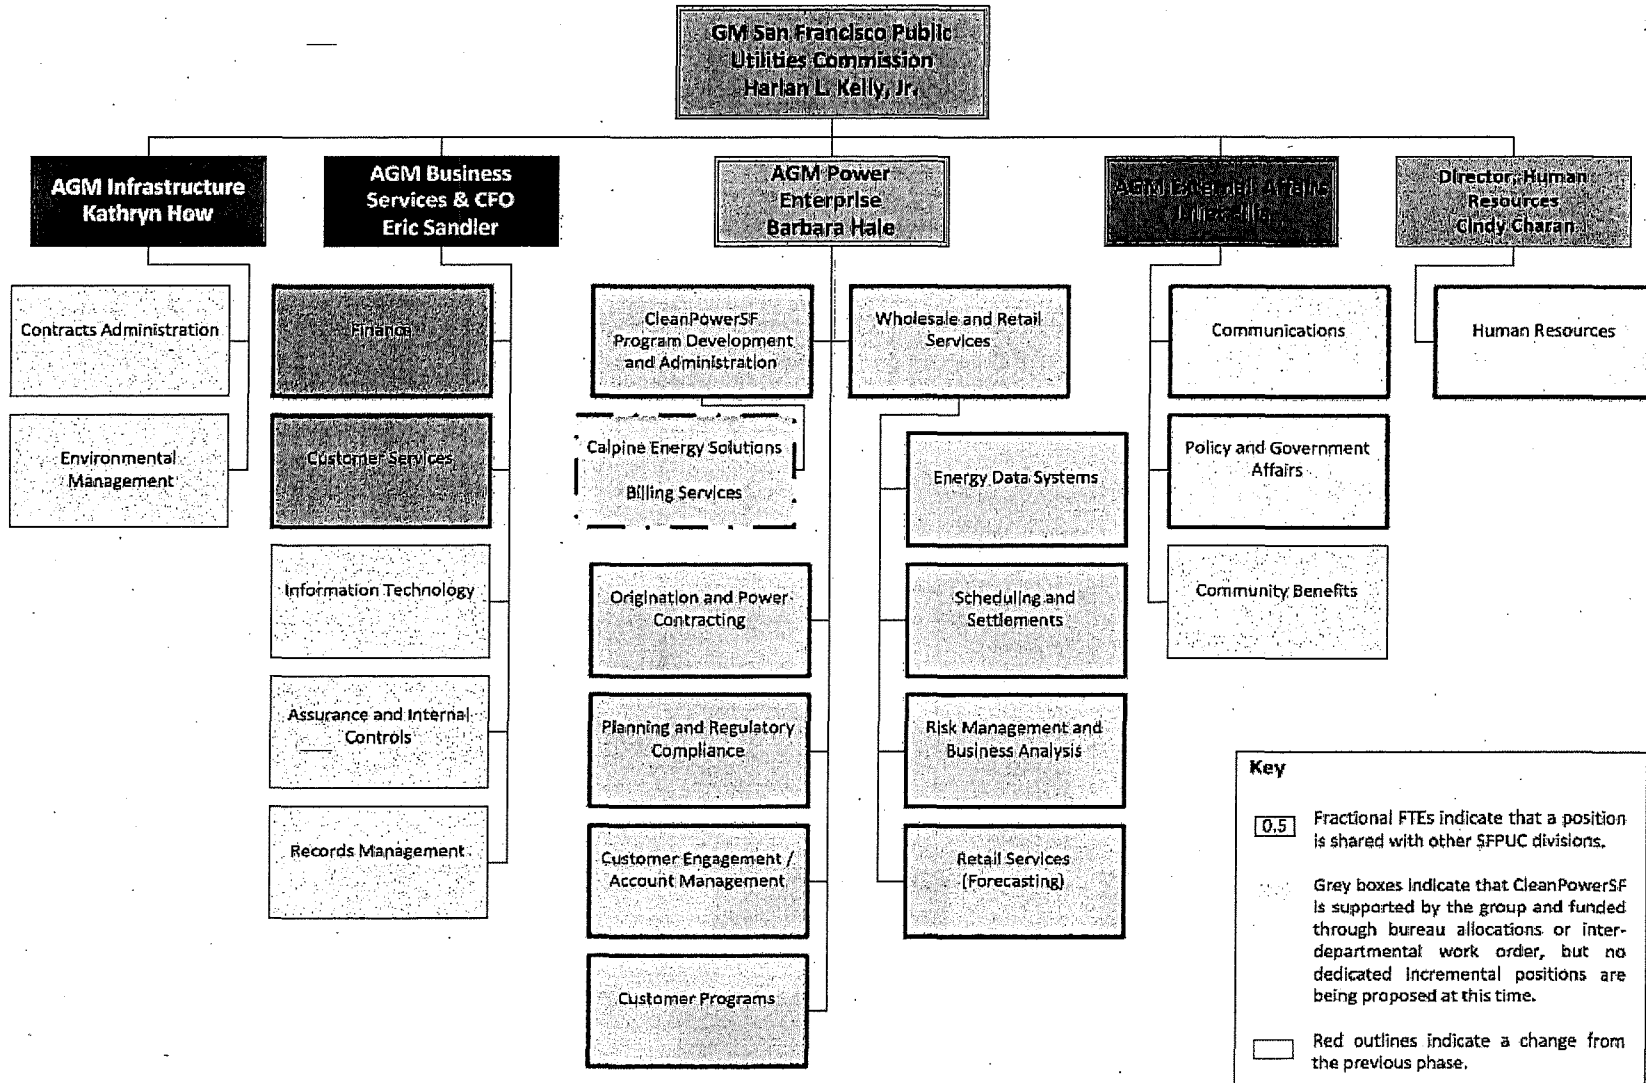 GM San Francisco Public
Utilities Commission
Harlan L. Kelly, Jr.
AGM Infrastructure
Kathryn How
AGM Business
Services & CFO
Eric Sandler
AGM Power
Enterprise
Barbara Hale
AGM External Affairs
Director, Human
Resources
Cindy Charan
Contracts Administration
Environmental
Management
Finance
Customer Services
Information Technology
Assurance and Internal
Controls
Records Management
CleanPowerSF
Program Development
and Administration
Calpine Energy Solutions
Billing Services
Origination and Power
Contracting
Planning and Regulatory
Compliance
Customer Engagement /
Account Management
Customer Programs
Wholesale and Retail
Services
Energy Data Systems
Scheduling and
Settlements
Risk Management and
Business Analysis
Retail Services
(Forecasting)
Communications
Policy and Government
Affairs
Community Benefits
Human Resources
Key
0.5
Fractional FTEs indicate that a position
is shared with other SFPUC divisions.
Grey boxes indicate that CleanPowerSF
is supported by the group and funded
through bureau allocations or inter-
departmental work order, but no
dedicated incremental positions are
being proposed at this time.
Red outlines indicate a change from
the previous phase.